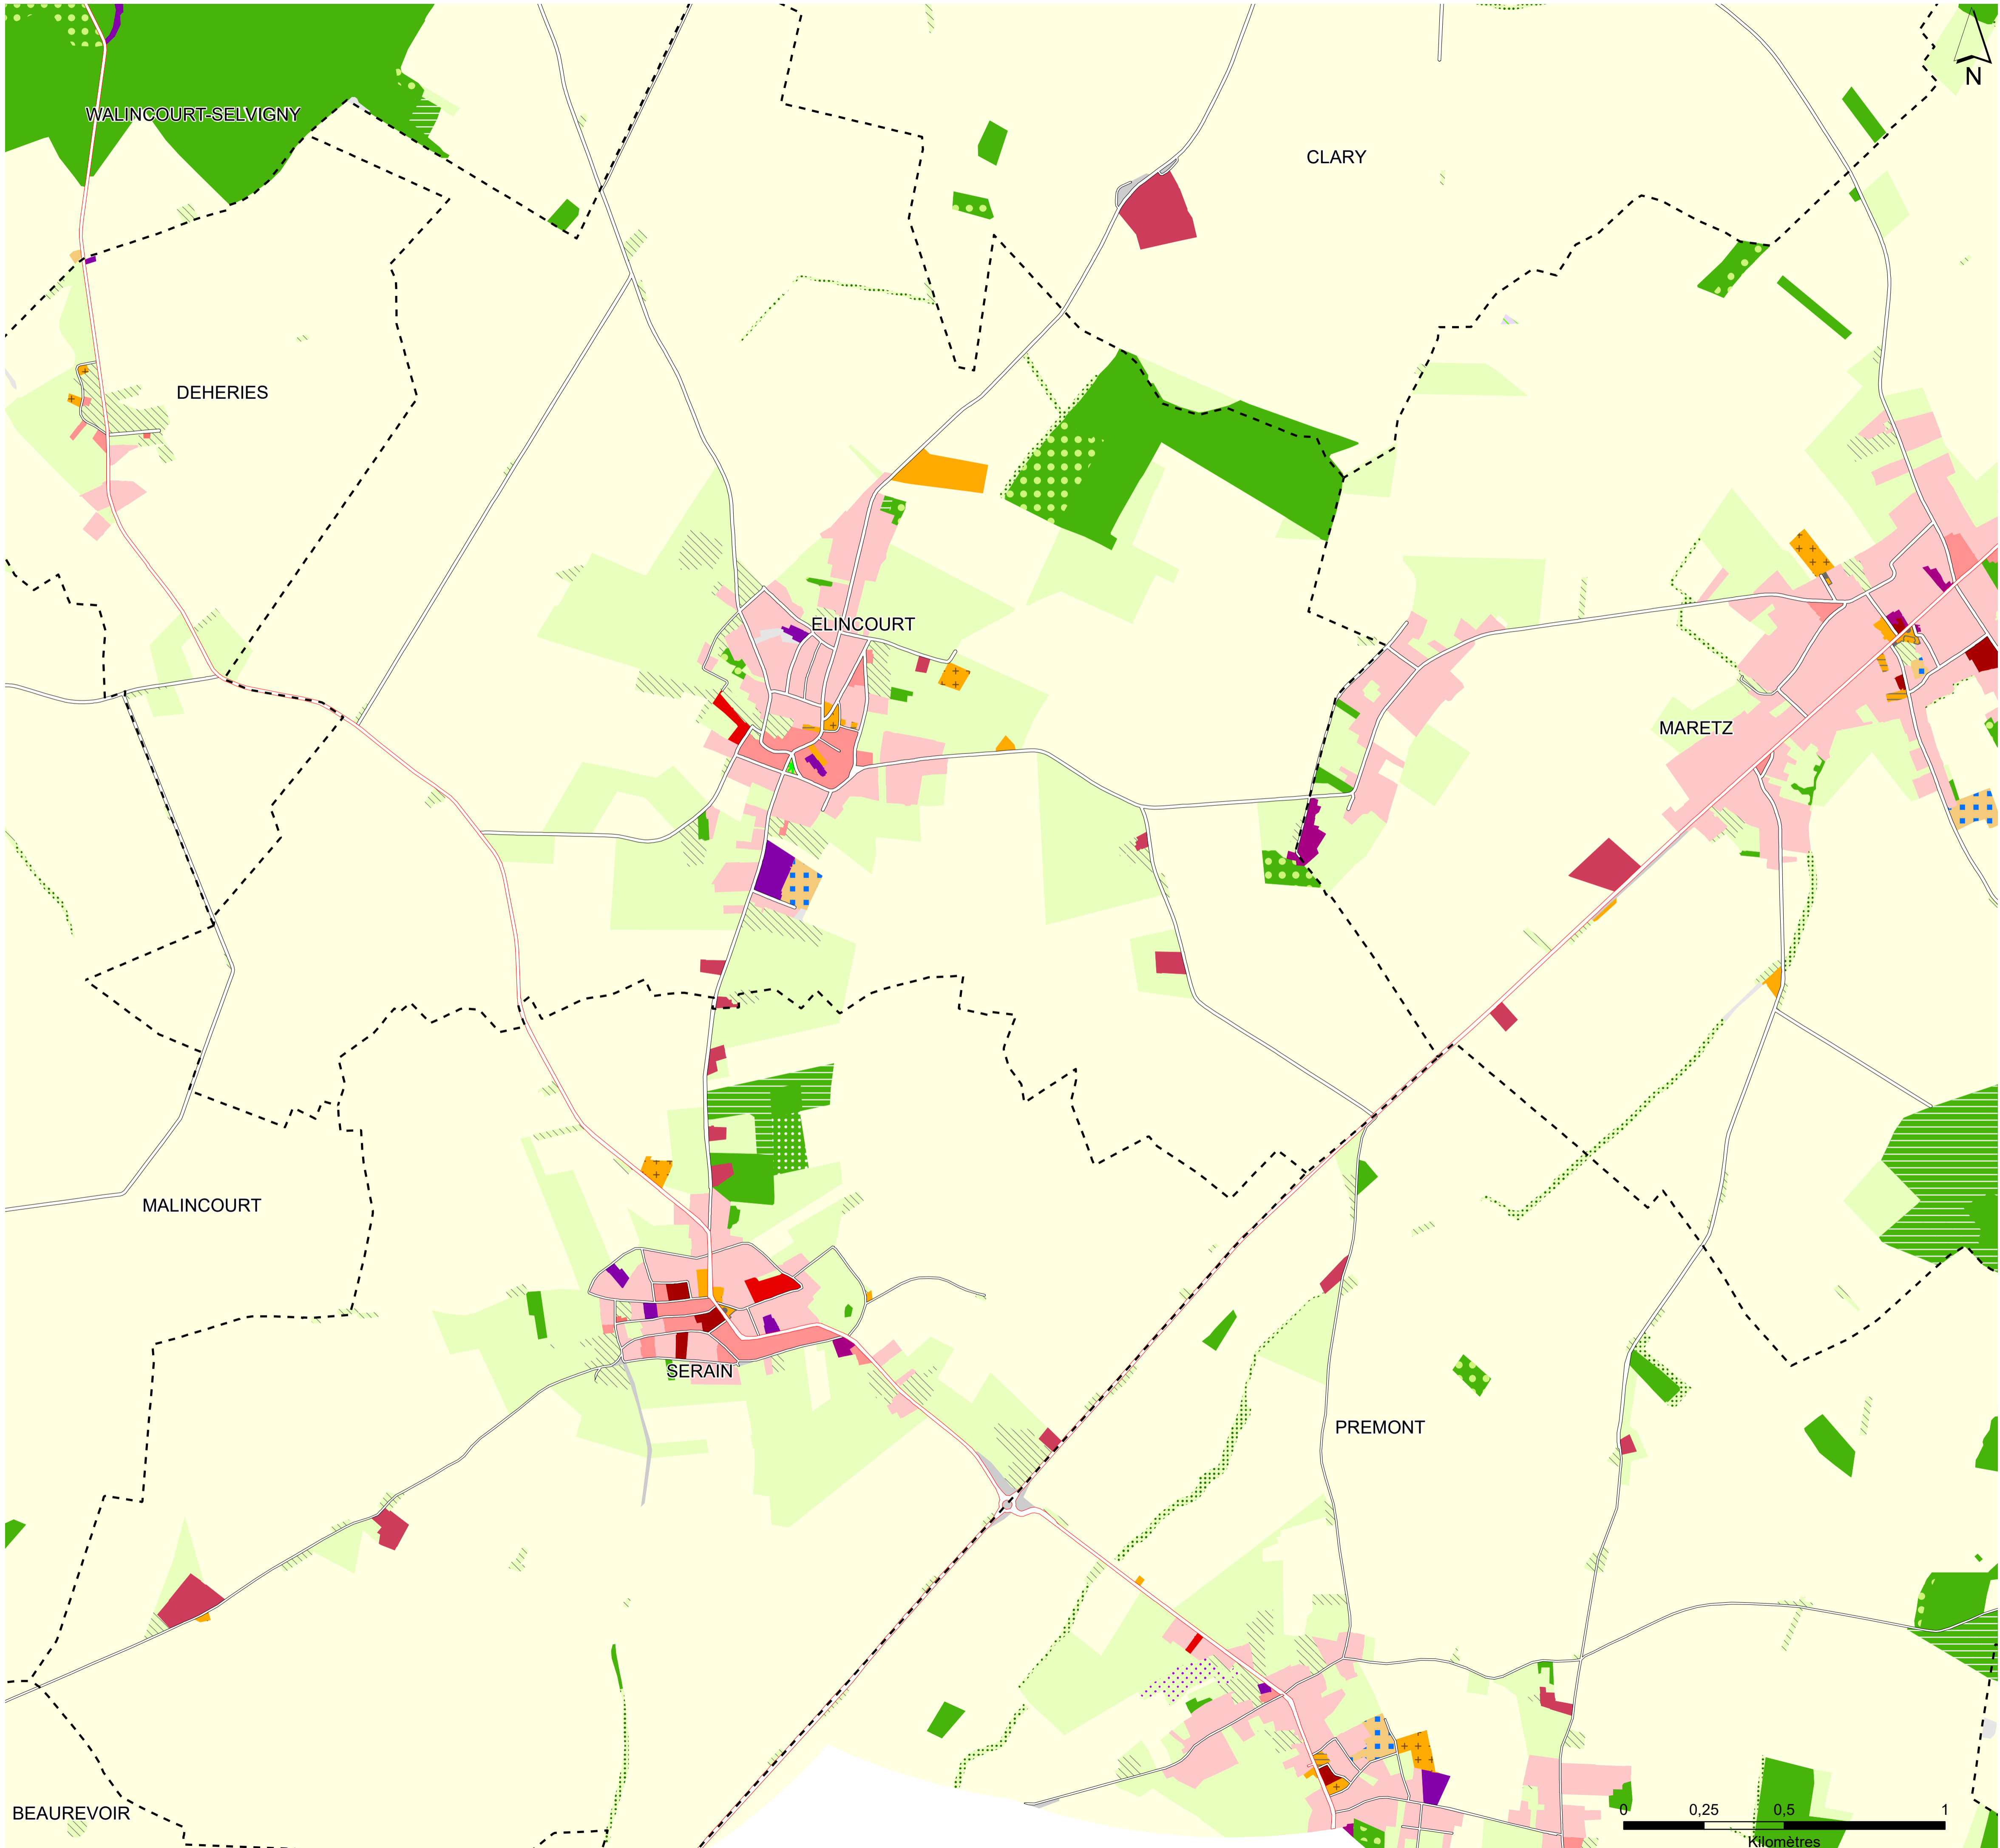 N
WALINCOURT-SELVIGNY
CLARY
DEHERIES
ELINCOURT
MARETZ
MALINCOURT
SERAIN
PREMONT
BEAUREVOIR
0 0,25 0,5 1
Kilomètres